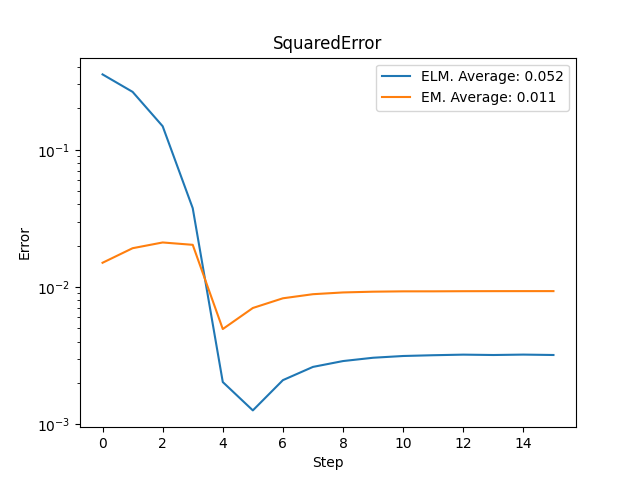 SquaredError
ELM. Average: 0.052
EM. Average: 0.011
Error
10⁻¹
10⁻²
10⁻³
0 2 4 6 8 10 12 14
Step